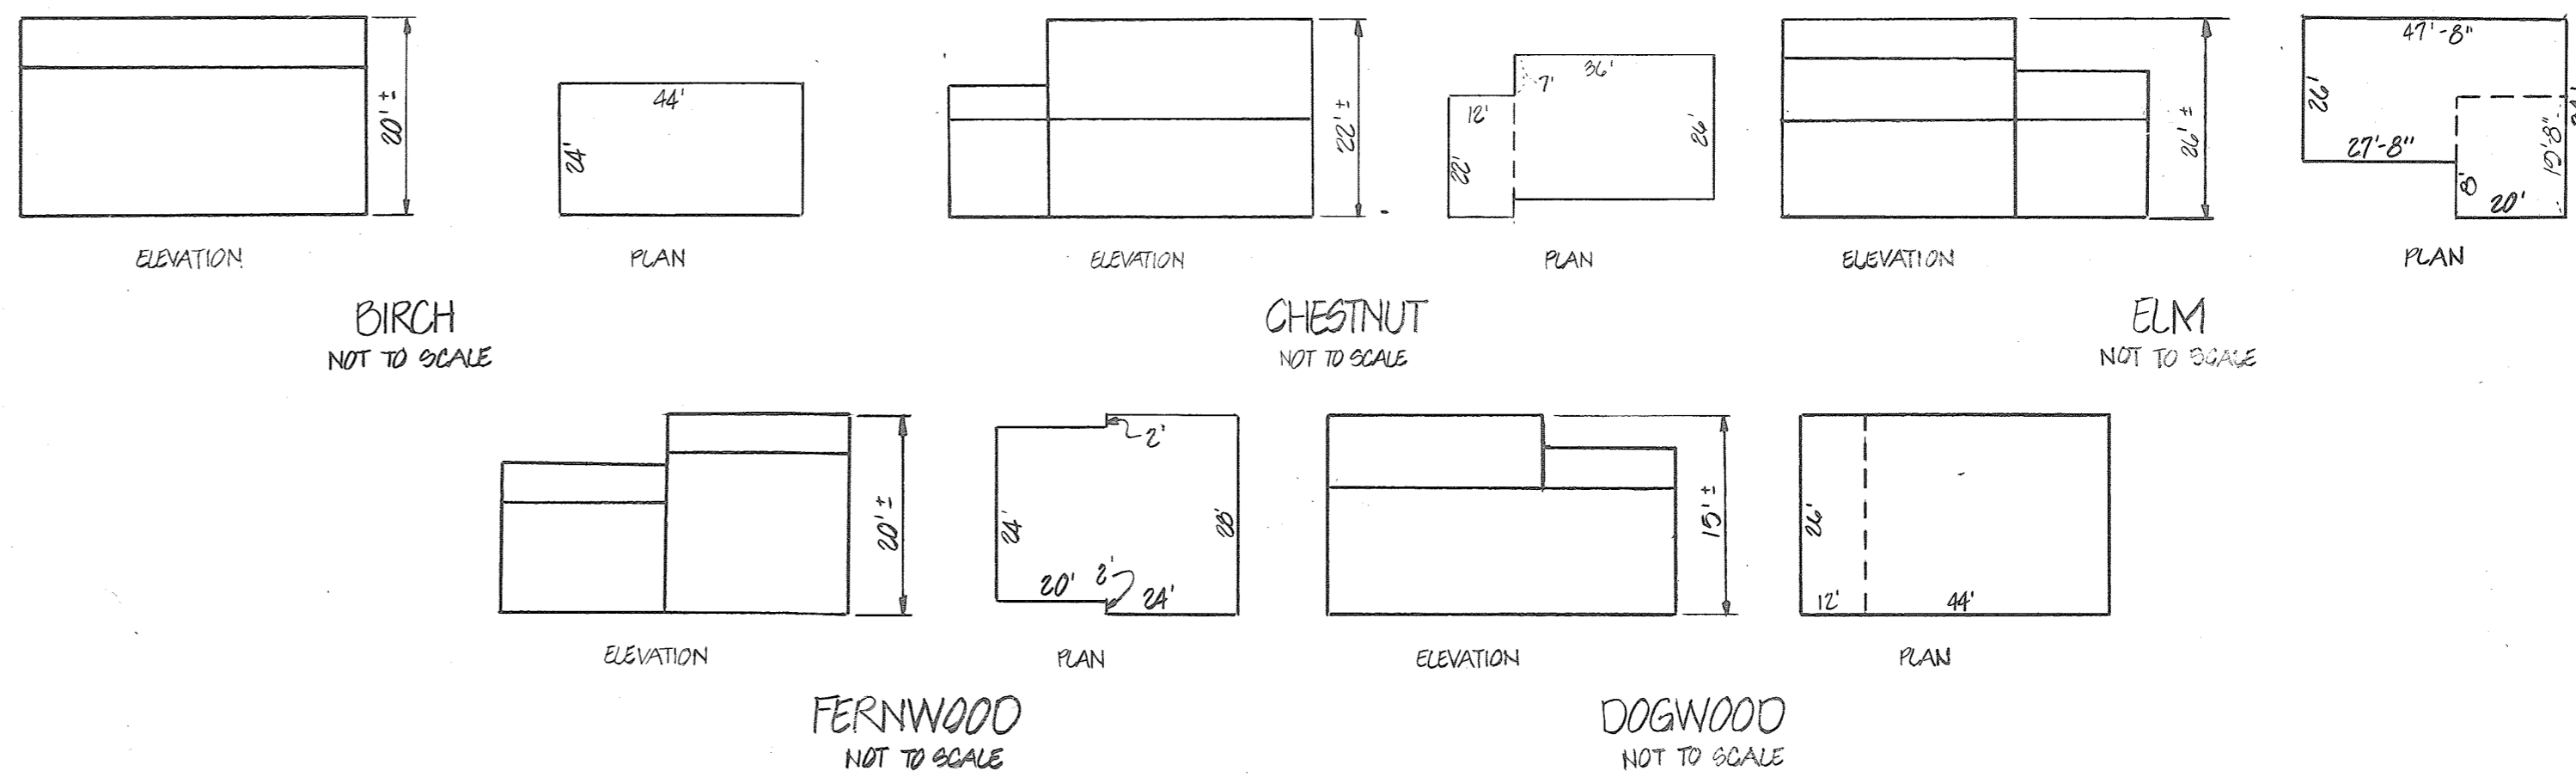 20' ±
44'
24'
ELEVATION
PLAN
BIRCH
NOT TO SCALE
22' ±
36'
7'
12'
22'
26'
ELEVATION
PLAN
CHESTNUT
NOT TO SCALE
26' ±
47'-8"
26'
27'-8"
8'
20'
19'-8"
ELEVATION
PLAN
ELM
NOT TO SCALE
20' ±
2'
24'
28'
20'
2'
24'
ELEVATION
PLAN
FERNWOOD
NOT TO SCALE
15' ±
26'
12'
44'
ELEVATION
PLAN
DOGWOOD
NOT TO SCALE